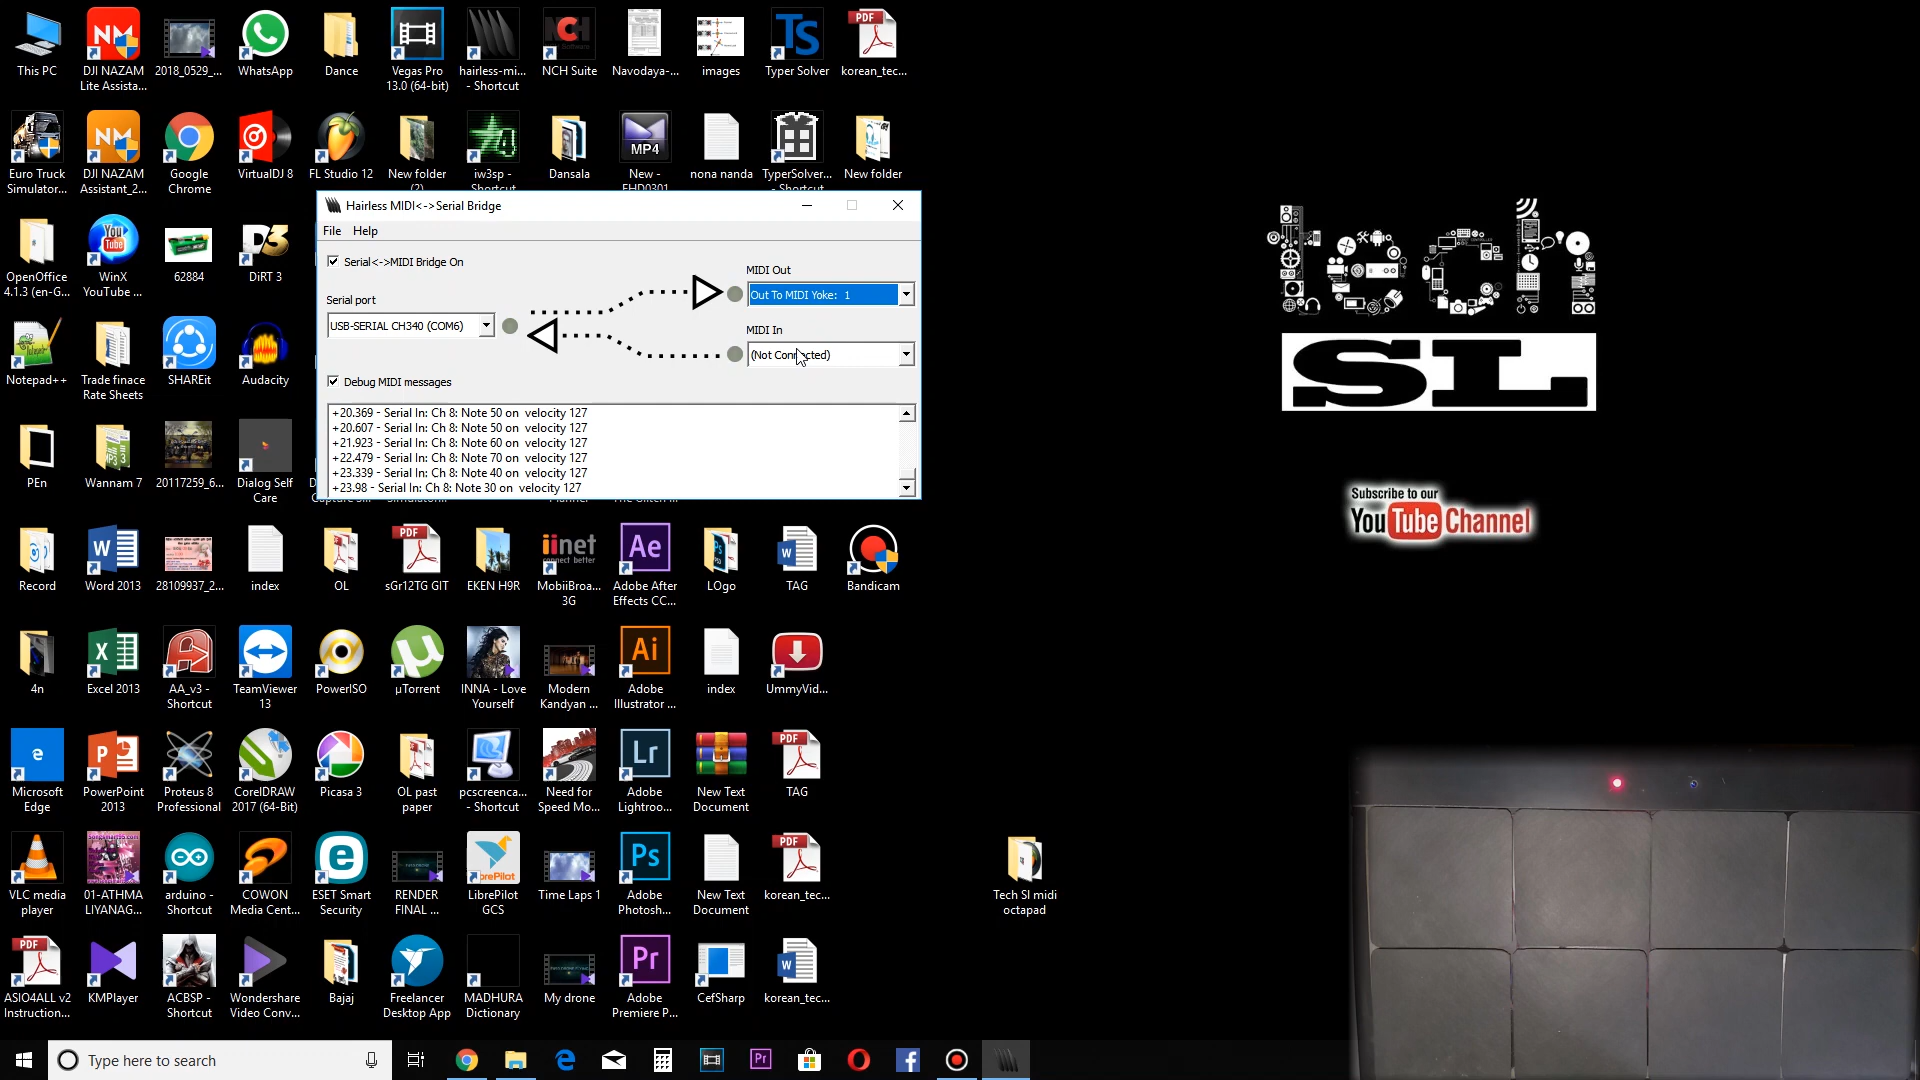 This PC
DJI NAZAM
Lite Assista...
2018_0529_...
WhatsApp
Dance
Vegas Pro
13.0 (64-bit)
hairless-mi...
- Shortcut
NCH Suite
Navodaya-...
images
Typer Solver
korean_tec...
Euro Truck
Simulator...
DJI NAZAM
Assistant_2...
Google
Chrome
VirtualDJ 8
FL Studio 12
New folder
(2)
iw3sp -
Shortcut
Dansala
New -
FHD0301
nona nanda
TyperSolver...
- Shortcut
New folder
OpenOffice
4.1.3 (en-G...
WinX
YouTube ...
62884
DiRT 3
Notepad++
Trade finace
Rate Sheets
SHAREit
Audacity
PEn
Wannam 7
20117259_6...
Dialog Self
Care
Hairless MIDI<->Serial Bridge
File Help
Serial<->MIDI Bridge On
Serial port
USB-SERIAL CH340 (COM6)
MIDI Out
Out To MIDI Yoke: 1
MIDI In
(Not Connected)
Debug MIDI messages
+20.369 - Serial In: Ch 8: Note 50 on velocity 127
+20.607 - Serial In: Ch 8: Note 50 on velocity 127
+21.923 - Serial In: Ch 8: Note 60 on velocity 127
+22.479 - Serial In: Ch 8: Note 70 on velocity 127
+23.339 - Serial In: Ch 8: Note 40 on velocity 127
+23.98 - Serial In: Ch 8: Note 30 on velocity 127
Record
Word 2013
28109937_2...
index
OL
sGr12TG GIT
EKEN H9R
MobiiBroa...
3G
Adobe After
Effects CC...
LOgo
TAG
Bandicam
4n
Excel 2013
AA_v3 -
Shortcut
TeamViewer
13
PowerISO
µTorrent
INNA - Love
Yourself
Modern
Kandyan ...
Adobe
Illustrator ...
index
UmmyVid...
Microsoft
Edge
PowerPoint
2013
Proteus 8
Professional
CorelDRAW
2017 (64-Bit)
Picasa 3
OL past
paper
pcscreenca...
- Shortcut
Need for
Speed Mo...
Adobe
Lightroo...
New Text
Document
TAG
VLC media
player
01-ATHMA
LIYANAG...
arduino -
Shortcut
COWON
Media Cent...
ESET Smart
Security
RENDER
FINAL ...
LibrePilot
GCS
Time Laps 1
Adobe
Photosh...
New Text
Document
korean_tec...
Tech Sl midi
octapad
ASIO4ALL v2
Instruction...
KMPlayer
ACBSP -
Shortcut
Wondershare
Video Conv...
Bajaj
Freelancer
Desktop App
MADHURA
Dictionary
My drone
Adobe
Premiere P...
CefSharp
korean_tec...
tech
SL
Subscribe to our
YouTube Channel
Type here to search